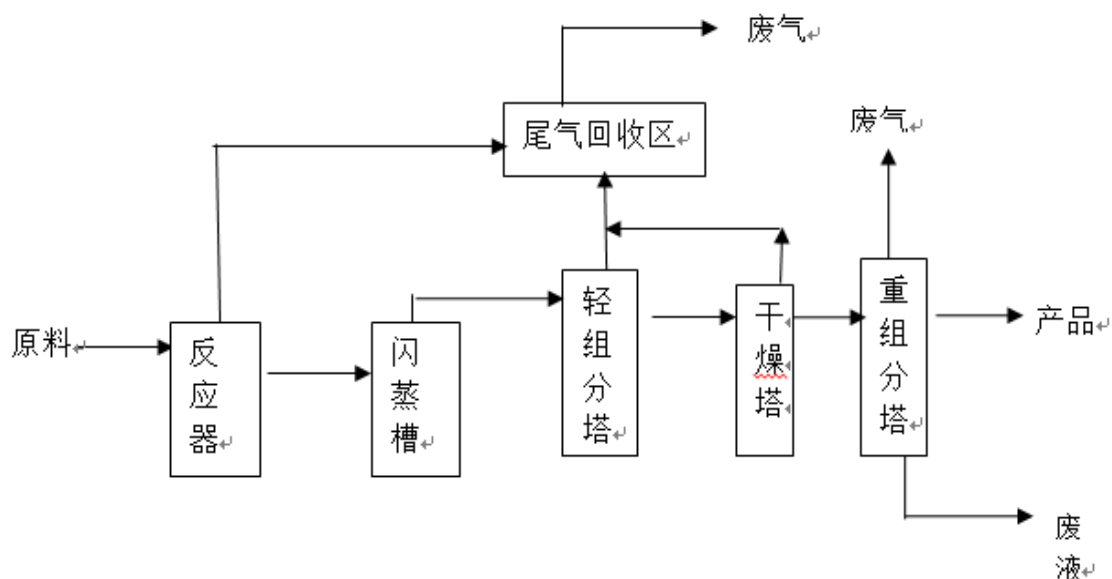 废气
尾气回收区
废气
原料
反
应
器
闪
蒸
槽
轻
组
分
塔
干
燥
塔
重
组
分
塔
产品
废
液